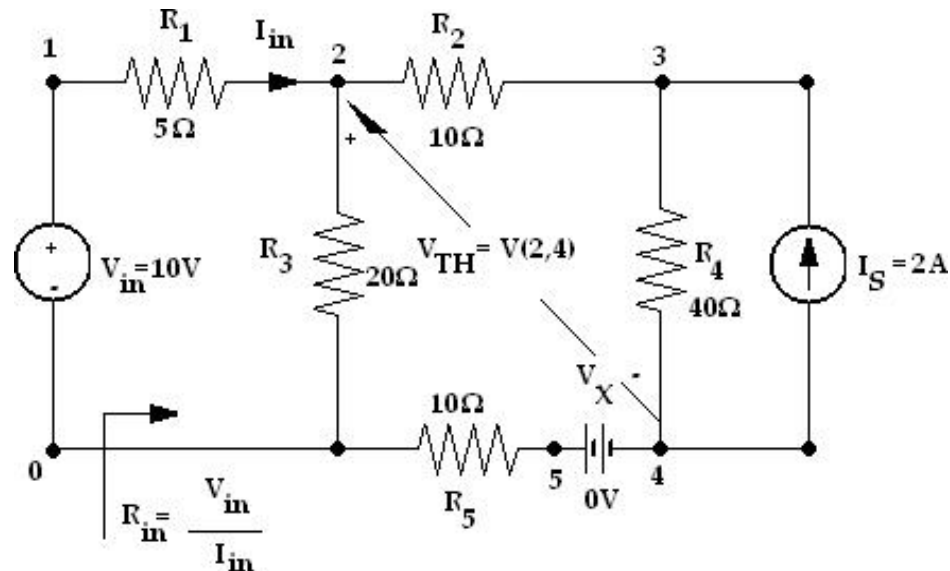 R1
Iin
R2
1
2
3
5Ω
10Ω
+
R3
20Ω
VTH= V(2,4)
R4
40Ω
IS=2A
+
Vin=10V
-
VX
-
10Ω
0
5
4
R5
0V
Rin= Vin
Iin